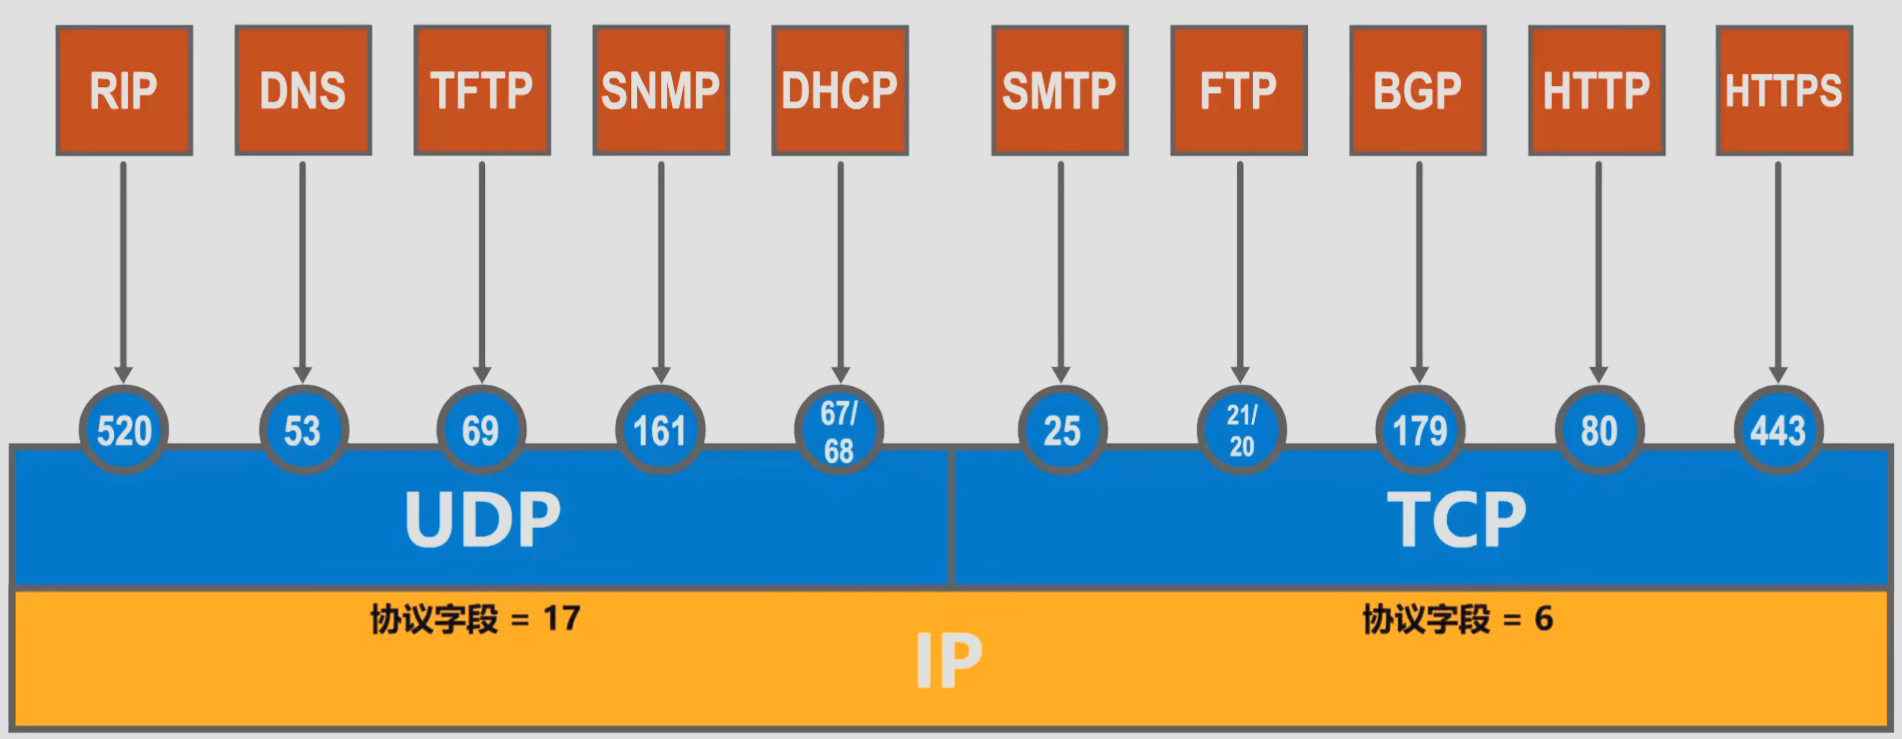 RIP DNS TFTP SNMP DHCP SMTP FTP BGP HTTP HTTPS
520 53 69 161 67/ 25 21/ 179 80 443
68 20
UDP TCP
协议字段 = 17 协议字段 = 6
IP